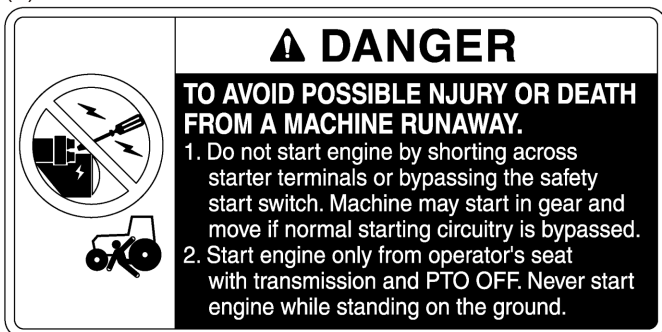 DANGER
TO AVOID POSSIBLE NJURY OR DEATH
FROM A MACHINE RUNAWAY.
1. Do not start engine by shorting across
starter terminals or bypassing the safety
start switch. Machine may start in gear and
move if normal starting circuitry is bypassed.
2. Start engine only from operator's seat
with transmission and PTO OFF. Never start
engine while standing on the ground.